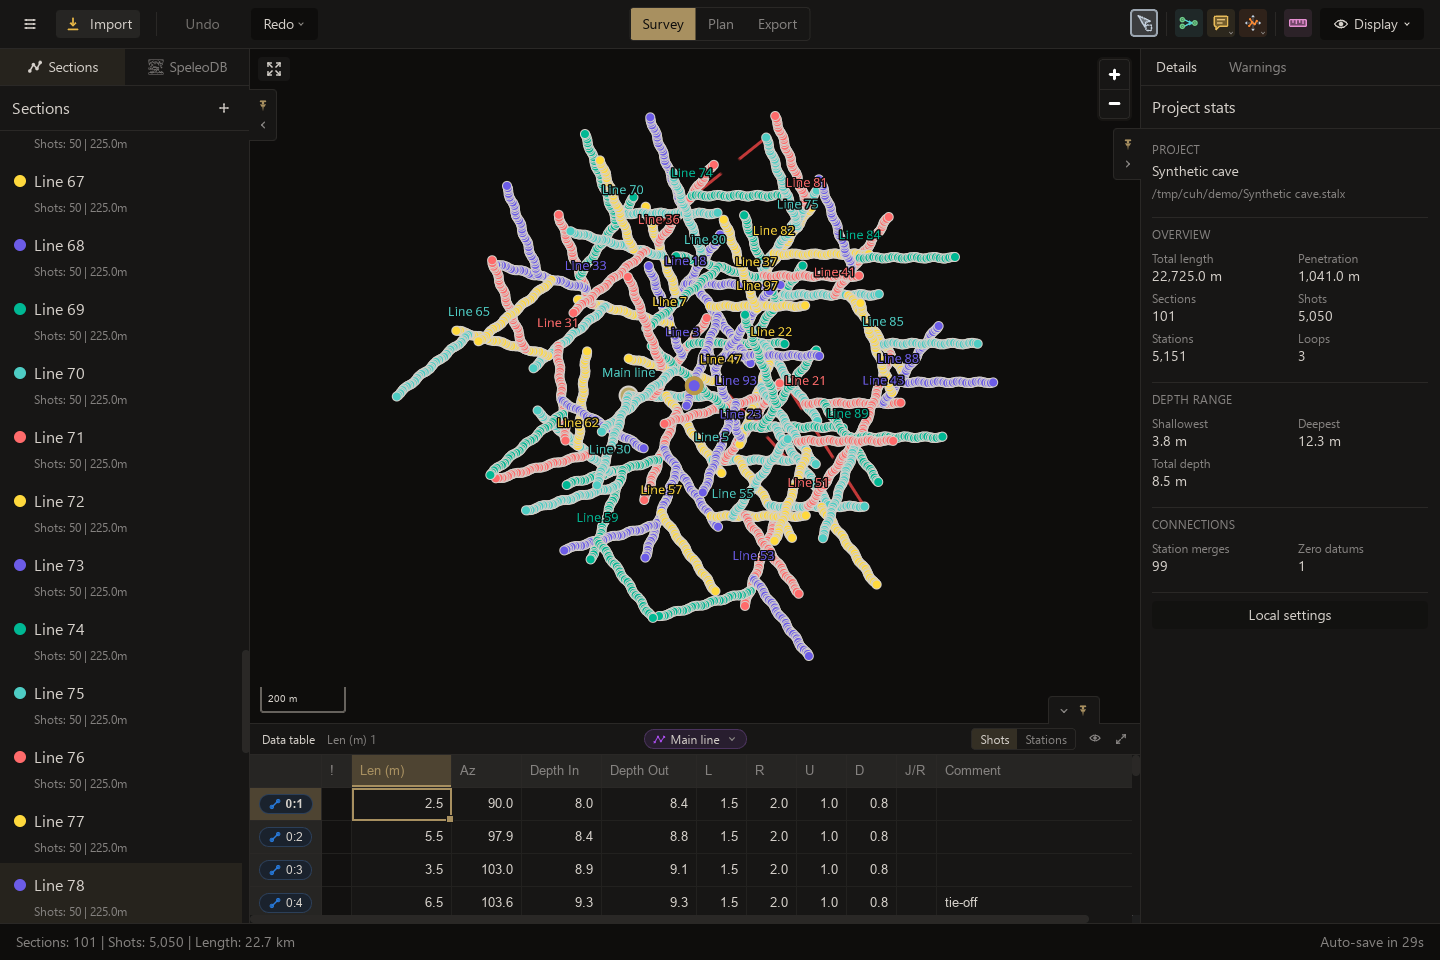 Import
Undo
Redo
Survey
Plan
Export
Display
Sections
SpeleoDB
Details
Warnings
Sections
Shots: 50 | 225.0m
Line 67
Shots: 50 | 225.0m
Line 68
Shots: 50 | 225.0m
Line 69
Shots: 50 | 225.0m
Line 70
Shots: 50 | 225.0m
Line 71
Shots: 50 | 225.0m
Line 72
Shots: 50 | 225.0m
Line 73
Shots: 50 | 225.0m
Line 74
Shots: 50 | 225.0m
Line 75
Shots: 50 | 225.0m
Line 76
Shots: 50 | 225.0m
Line 77
Shots: 50 | 225.0m
Line 78
Shots: 50 | 225.0m
Line 74
Line 81
Line 70
Line 75
Line 36
Line 82
Line 84
Line 80
Line 33
Line 18
Line 37
Line 41
Line 97
Line 7
Line 65
Line 31
Line 3
Line 22
Line 85
Line 47
Line 88
Main line
Line 93
Line 21
Line 43
Line 23
Line 89
Line 62
Line 5
Line 30
Line 57
Line 55
Line 51
Line 59
Line 53
200 m
Project stats
PROJECT
Synthetic cave
/tmp/cuh/demo/Synthetic cave.stalx
OVERVIEW
Total length
Penetration
22,725.0 m
1,041.0 m
Sections
Shots
101
5,050
Stations
Loops
5,151
3
DEPTH RANGE
Shallowest
Deepest
3.8 m
12.3 m
Total depth
8.5 m
CONNECTIONS
Station merges
Zero datums
99
1
Local settings
Data table
Len (m) 1
Main line
Shots
Stations
! Len (m) Az Depth In Depth Out L R U D J/R Comment
0:1 2.5 90.0 8.0 8.4 1.5 2.0 1.0 0.8
0:2 5.5 97.9 8.4 8.8 1.5 2.0 1.0 0.8
0:3 3.5 103.0 8.9 9.1 1.5 2.0 1.0 0.8
0:4 6.5 103.6 9.3 9.3 1.5 2.0 1.0 0.8 tie-off
Sections: 101 | Shots: 5,050 | Length: 22.7 km
Auto-save in 29s